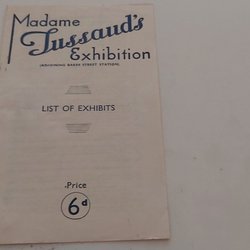 Madame
Tussaud's
Exhibition
(ADJOINING BAKER STREET STATION)
LIST OF EXHIBITS
Price
6d